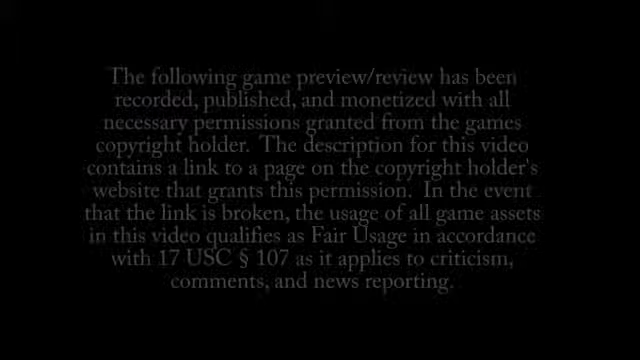 The following game preview/review has been
recorded, published, and monetized with all
necessary permissions granted from the games
copyright holder.  The description for this video
contains a link to a page on the copyright holder's
website that grants this permission.  In the event
that the link is broken, the usage of all game assets
in this video qualifies as Fair Usage in accordance
with 17 USC § 107 as it applies to criticism,
comments, and news reporting.